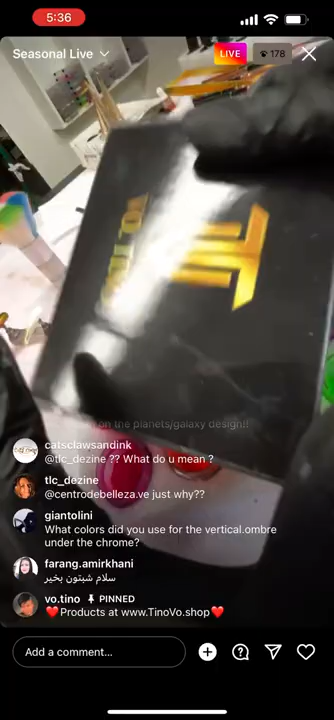 5:36
Seasonal Live
LIVE
178
on the planets/galaxy design!!
catsclawsandink
@tlc_dezine ?? What do u mean ?
tlc_dezine
@centrodebelleza.ve just why??
giantolini
What colors did you use for the vertical.ombre
under the chrome?
farang.amirkhani
سلام شبتون بخیر
vo.tino PINNED
❤️Products at www.TinoVo.shop❤️
Add a comment...